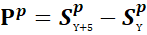 𝐏ᵖ = 𝑺ᵖ_{Y+5} − 𝑺ᵖ_Y